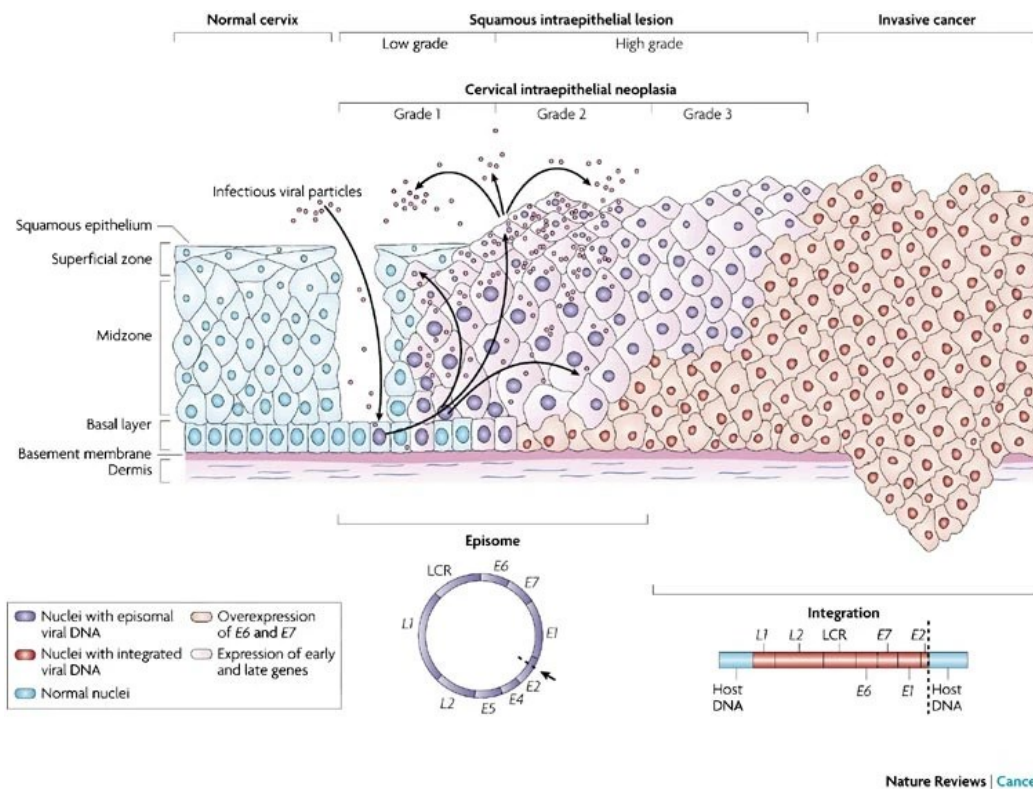 Normal cervix
Squamous intraepithelial lesion
Invasive cancer
Low grade
High grade
Cervical intraepithelial neoplasia
Grade 1
Grade 2
Grade 3
Infectious viral particles
Squamous epithelium
Superficial zone
Midzone
Basal layer
Basement membrane
Dermis
Episome
LCR
E6
E7
L1
E1
E2
E4
E5
L2
Nuclei with episomal
viral DNA
Nuclei with integrated
viral DNA
Normal nuclei
Overexpression
of E6 and E7
Expression of early
and late genes
Integration
L1 L2 LCR E7 E2
Host
DNA
E6 E1
Host
DNA
Nature Reviews | Cance